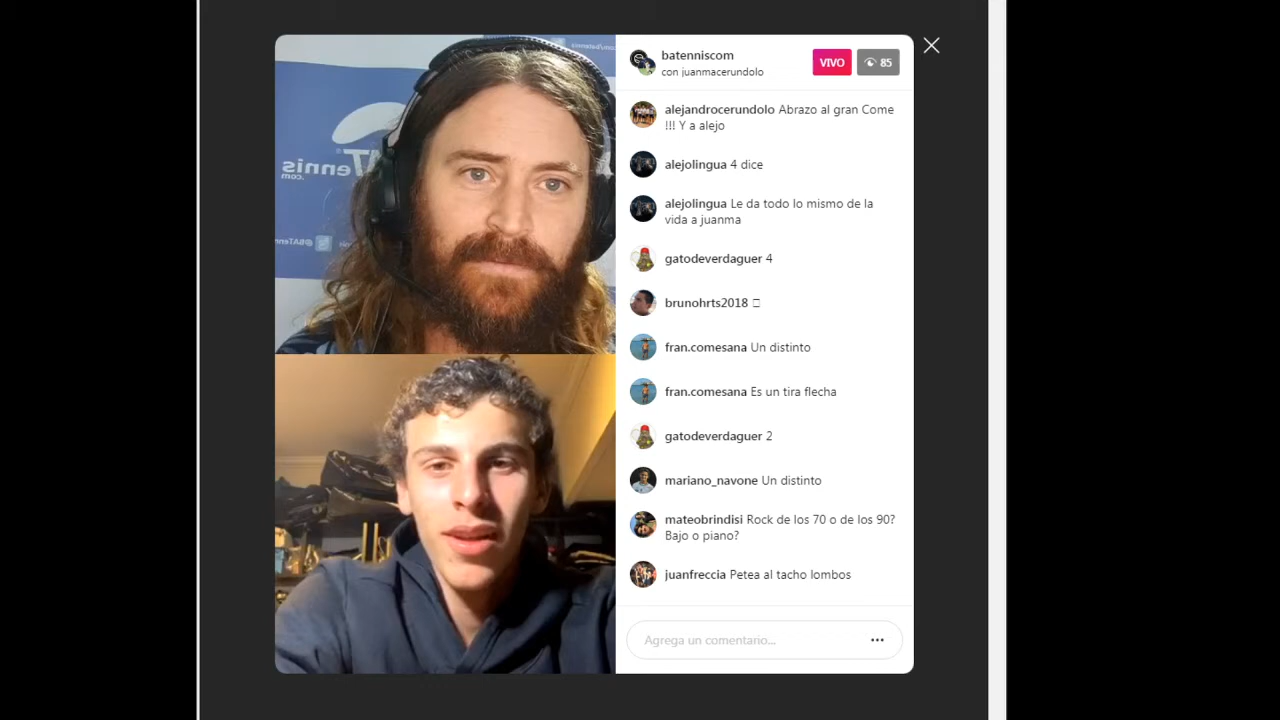 batenniscom
con juanmacerundolo
VIVO
85
alejandrocerundolo Abrazo al gran Come
!!! Y a alejo
alejolingua 4 dice
alejolingua Le da todo lo mismo de la
vida a juanma
gatodeverdaguer 4
brunohrts2018
fran.comesana Un distinto
fran.comesana Es un tira flecha
gatodeverdaguer 2
mariano_navone Un distinto
mateobrindisi Rock de los 70 o de los 90?
Bajo o piano?
juanfreccia Petea al tacho lombos
Agrega un comentario...
BATennis
.com
@BATenn